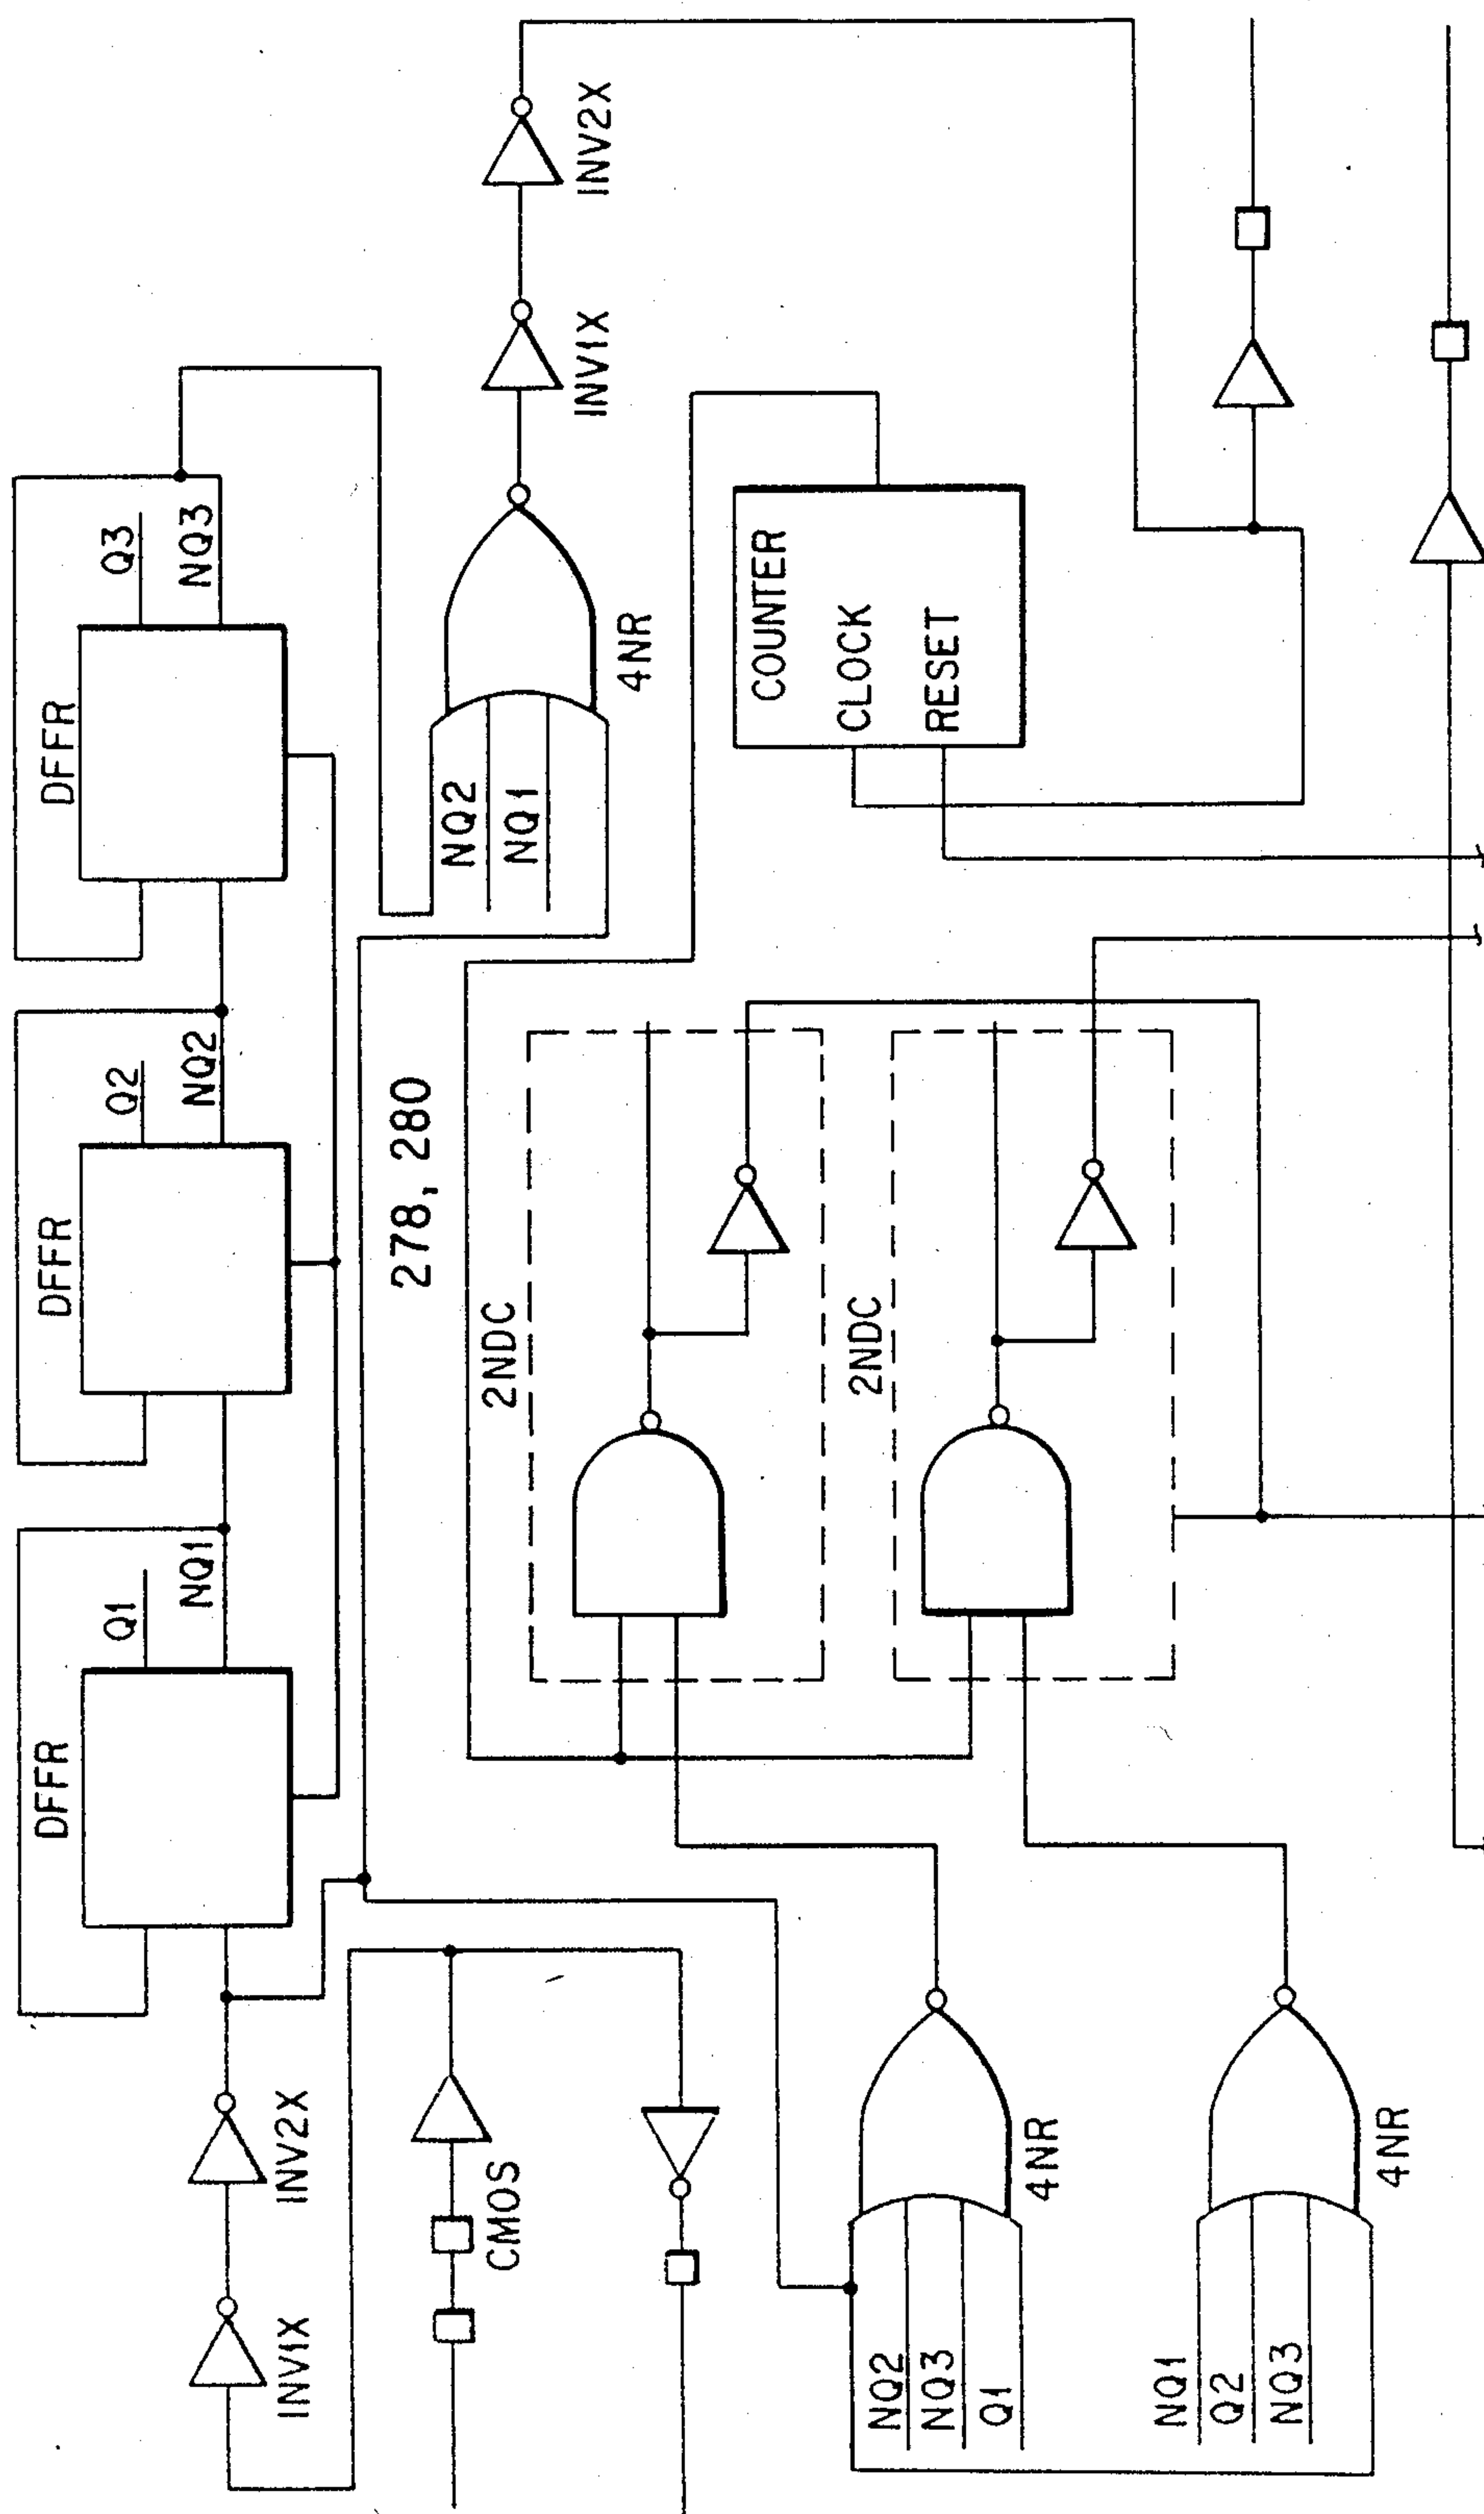 DFFR
DFFR
DFFR
Q1
Q2
Q3
NQ1
NQ2
NQ3
INV1X
INV2X
278, 280
NQ2
NQ1
4NR
INV1X
INV2X
CMOS
2NDC
2NDC
COUNTER
CLOCK
RESET
NQ2
NQ3
Q1
4NR
NQ1
Q2
NQ3
4NR